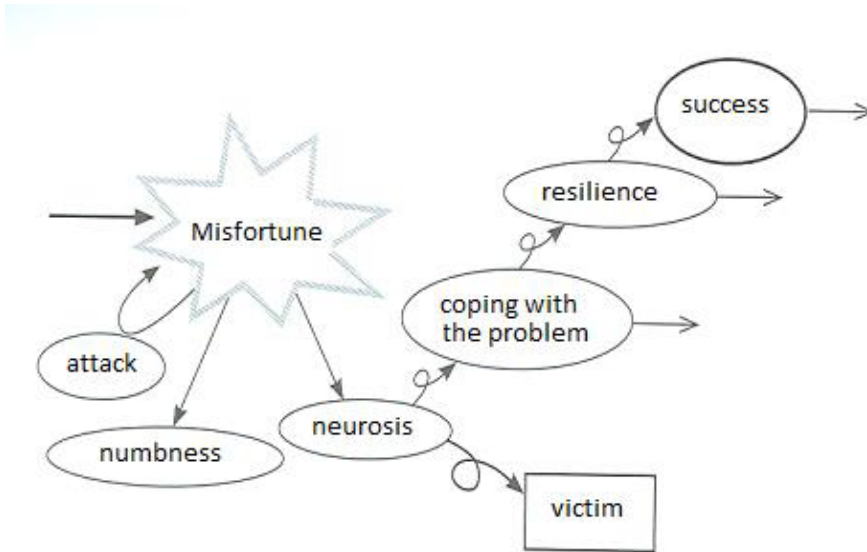 success
resilience
Misfortune
coping with
the problem
attack
neurosis
numbness
victim